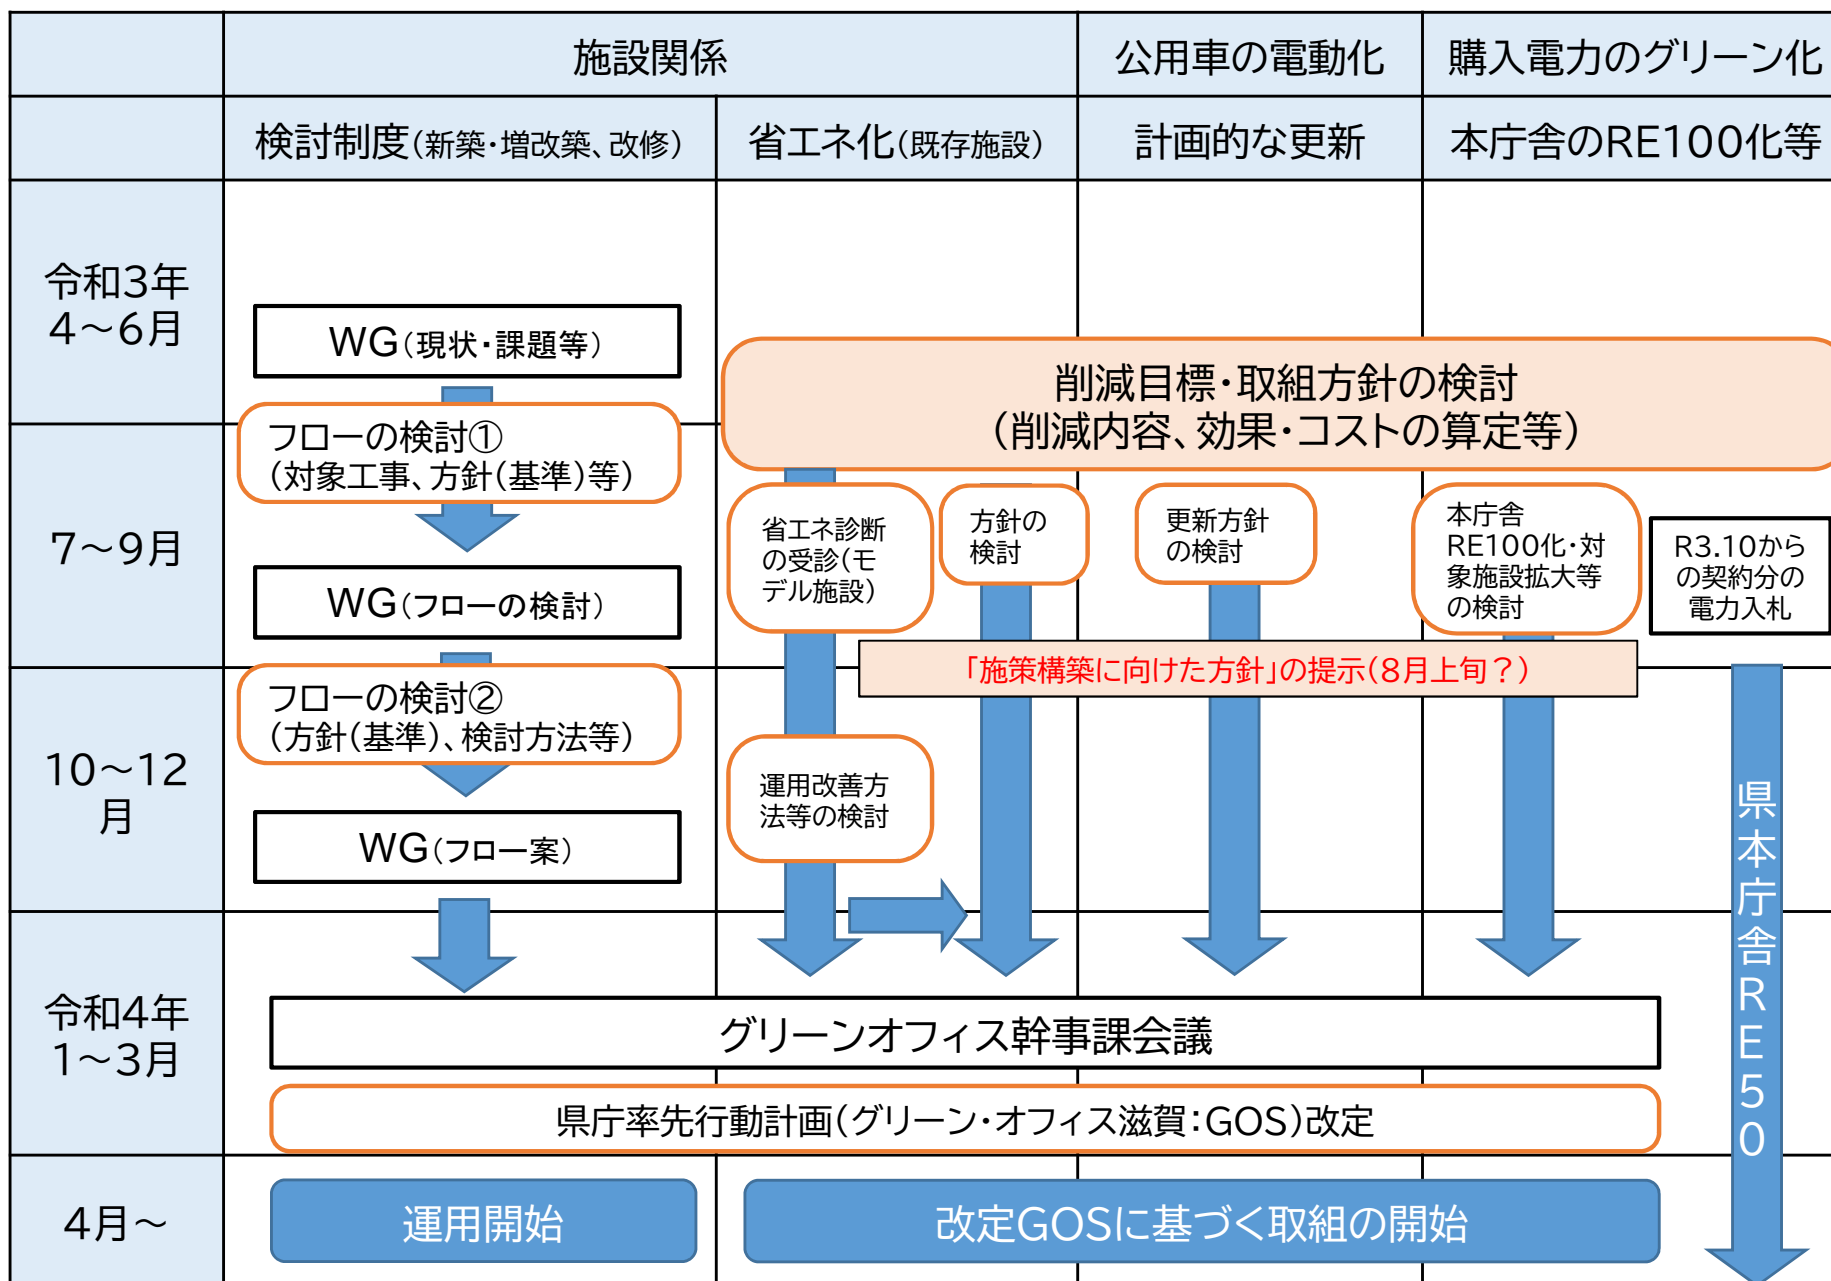 施設関係
公用車の電動化
購入電力のグリーン化
検討制度(新築・増改築、改修)
省エネ化(既存施設)
計画的な更新
本庁舎のRE100化等
令和3年
4～6月
WG(現状・課題等)
削減目標・取組方針の検討
(削減内容、効果・コストの算定等)
フローの検討①
(対象工事、方針(基準)等)
7～9月
省エネ診断
の受診(モ
デル施設)
方針の
検討
更新方針
の検討
本庁舎
RE100化・対
象施設拡大等
の検討
R3.10から
の契約分の
電力入札
WG(フローの検討)
「施策構築に向けた方針」の提示(8月上旬？)
フローの検討②
(方針(基準)、検討方法等)
10～12
月
運用改善方
法等の検討
WG(フロー案)
県本庁舎RE50
令和4年
1～3月
グリーンオフィス幹事課会議
県庁率先行動計画(グリーン・オフィス滋賀：GOS)改定
4月～
運用開始
改定GOSに基づく取組の開始